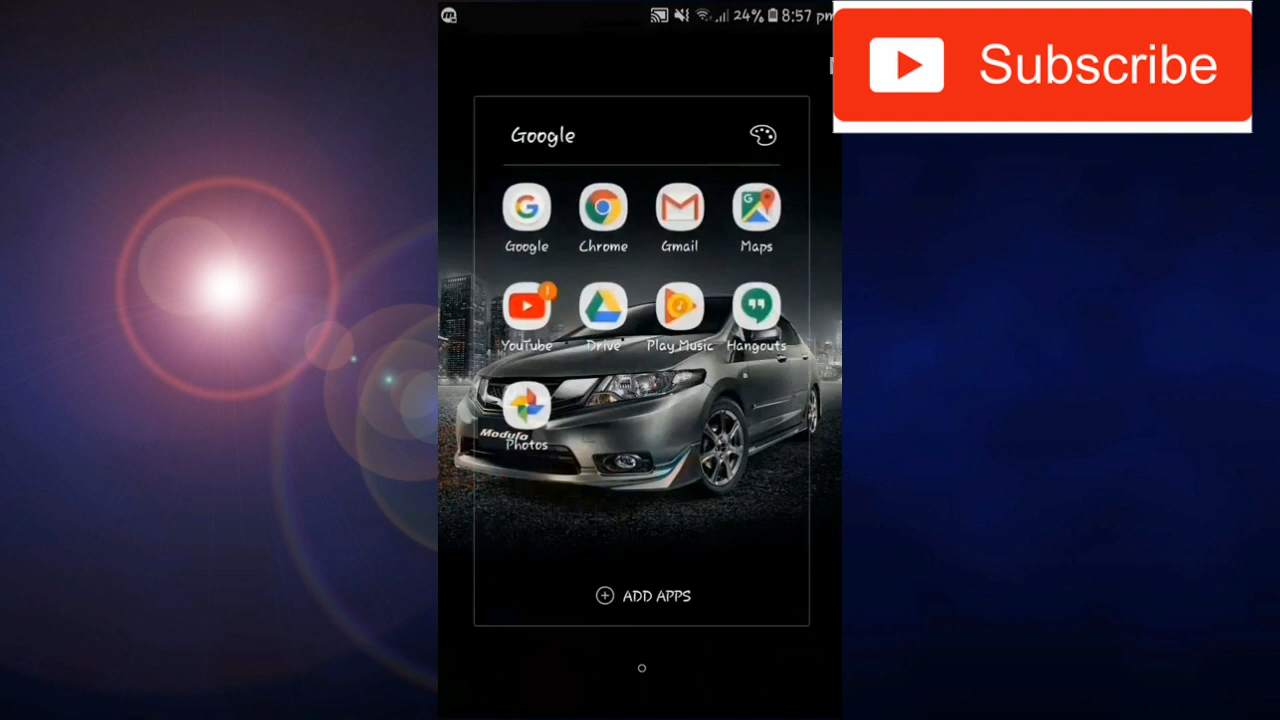 24% 8:57 pm
Subscribe
Google
Google Chrome Gmail Maps
YouTube Drive Play Music Hangouts
1
Modulo
Photos
ADD APPS